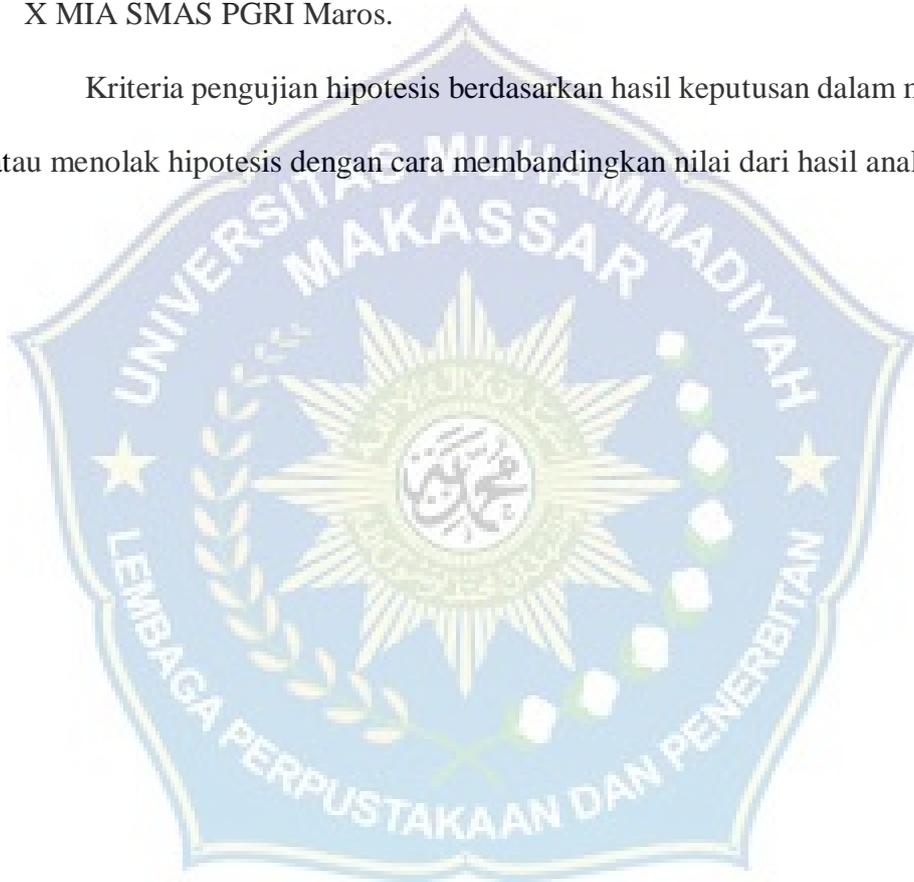 X MIA SMAS PGRI Maros.
Kriteria pengujian hipotesis berdasarkan hasil keputusan dalam
atau menolak hipotesis dengan cara membandingkan nilai dari hasil
UNIVERSITAS MUHAMMADIYAH
MAKASSAR
LEMBAGA PERPUSTAKAAN DAN PENERBITAN